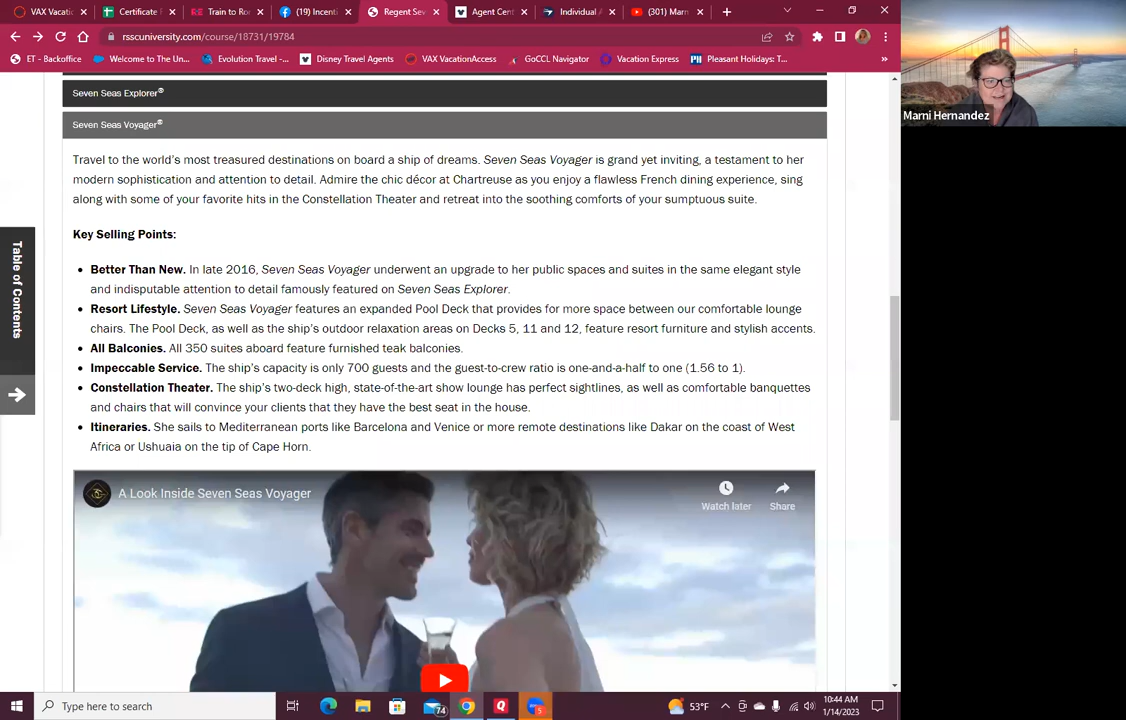 VAX Vacati
Certificate
Train to Ro
(19) Incenti
Regent Sev
Agent Cent
Individual
(301) Marn
rsscuniversity.com/course/18731/19784
ET - Backoffice
Welcome to The Un...
Evolution Travel -...
Disney Travel Agents
VAX VacationAccess
GoCCL Navigator
Vacation Express
Pleasant Holidays: T...
Marni Hernandez
Seven Seas Explorer®
Seven Seas Voyager®
Table of Contents
Travel to the world's most treasured destinations on board a ship of dreams. Seven Seas Voyager is grand yet inviting, a testament to her
modern sophistication and attention to detail. Admire the chic décor at Chartreuse as you enjoy a flawless French dining experience, sing
along with some of your favorite hits in the Constellation Theater and retreat into the soothing comforts of your sumptuous suite.
Key Selling Points:
• Better Than New. In late 2016, Seven Seas Voyager underwent an upgrade to her public spaces and suites in the same elegant style
and indisputable attention to detail famously featured on Seven Seas Explorer.
• Resort Lifestyle. Seven Seas Voyager features an expanded Pool Deck that provides for more space between our comfortable lounge
chairs. The Pool Deck, as well as the ship's outdoor relaxation areas on Decks 5, 11 and 12, feature resort furniture and stylish accents.
• All Balconies. All 350 suites aboard feature furnished teak balconies.
• Impeccable Service. The ship's capacity is only 700 guests and the guest-to-crew ratio is one-and-a-half to one (1.56 to 1).
• Constellation Theater. The ship's two-deck high, state-of-the-art show lounge has perfect sightlines, as well as comfortable banquettes
and chairs that will convince your clients that they have the best seat in the house.
• Itineraries. She sails to Mediterranean ports like Barcelona and Venice or more remote destinations like Dakar on the coast of West
Africa or Ushuaia on the tip of Cape Horn.
A Look Inside Seven Seas Voyager
Watch later
Share
Type here to search
74
5
53°F
10:44 AM
1/14/2023